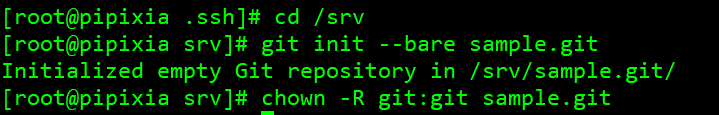 [root@pipixia .ssh]# cd /srv
[root@pipixia srv]# git init --bare sample.git
Initialized empty Git repository in /srv/sample.git/
[root@pipixia srv]# chown -R git:git sample.git